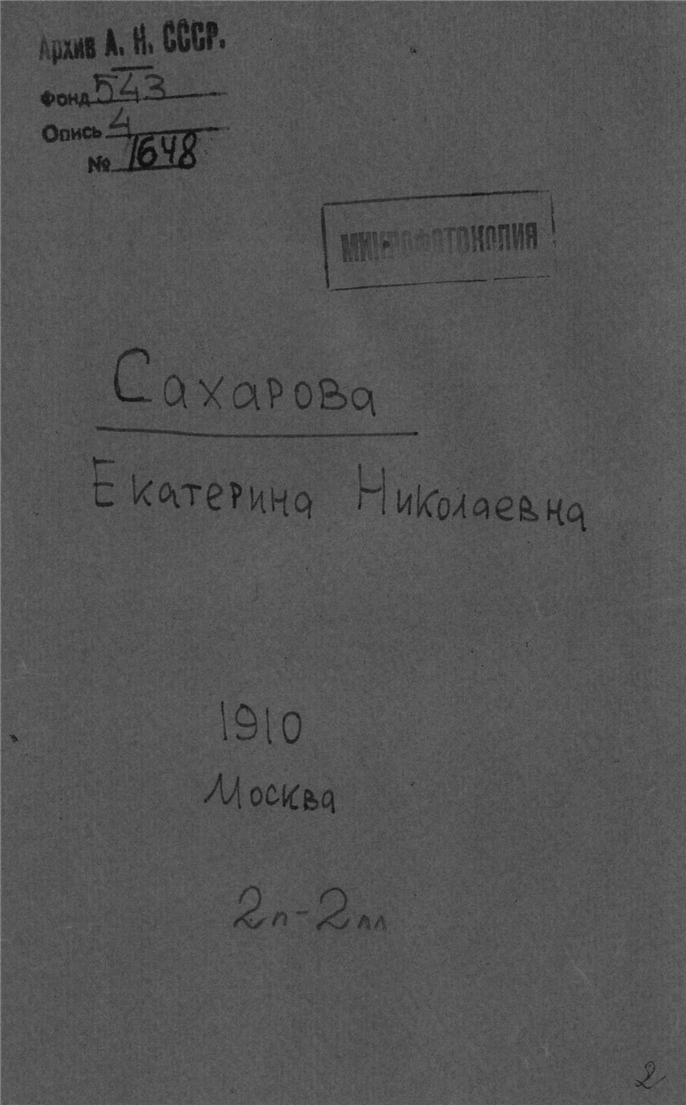 Архив А. Н. СССР.
Фонд 543
Опись 4
№ 1648
МИКРОФОТОКОПИЯ
Сахарова
Екатерина Николаевна
1910
Москва
2п-2лл
2